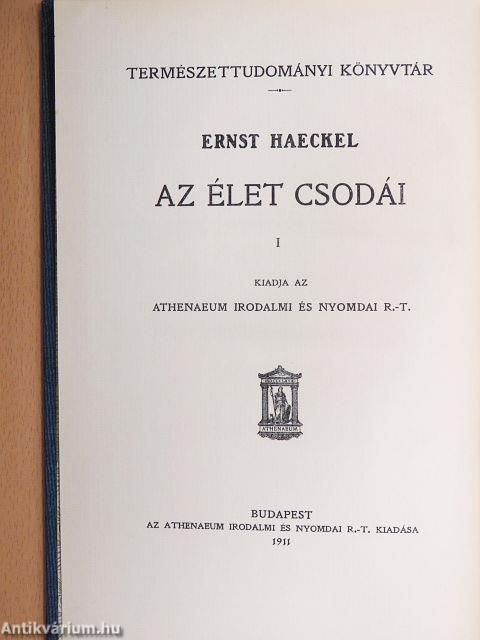 TERMÉSZETTUDOMÁNYI KÖNYVTÁR
ERNST HAECKEL
AZ ÉLET CSODÁI
I
KIADJA AZ
ATHENAEUM IRODALMI ÉS NYOMDAI R.-T.
ATHENAEUM
BUDAPEST
AZ ATHENAEUM IRODALMI ÉS NYOMDAI R.-T. KIADÁSA
1911
Antikvárium.hu